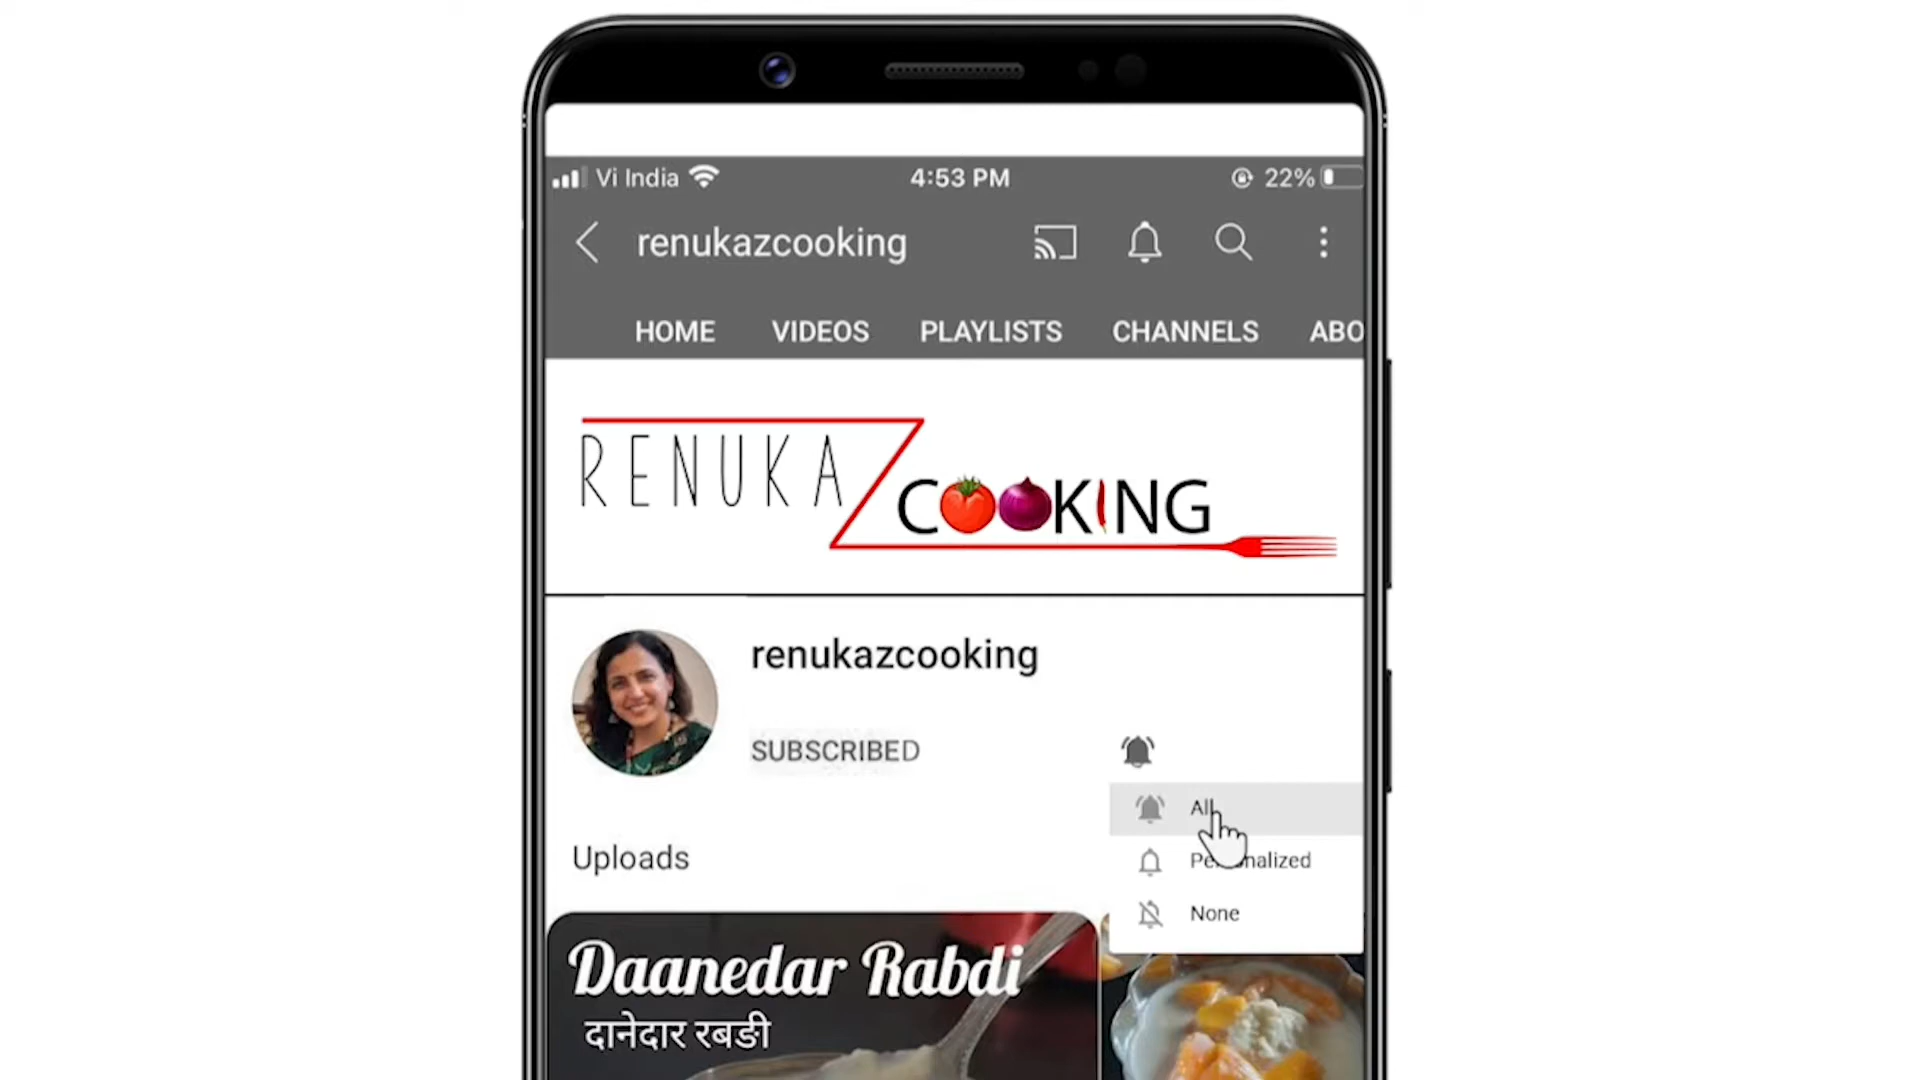 Vi India 4:53 PM 22%
renukazcooking
HOME VIDEOS PLAYLISTS CHANNELS ABO
RENUKA
COOKING
renukazcooking
SUBSCRIBED
All
Uploads
None
Daanedar Rabdi
दानेदार रबडी